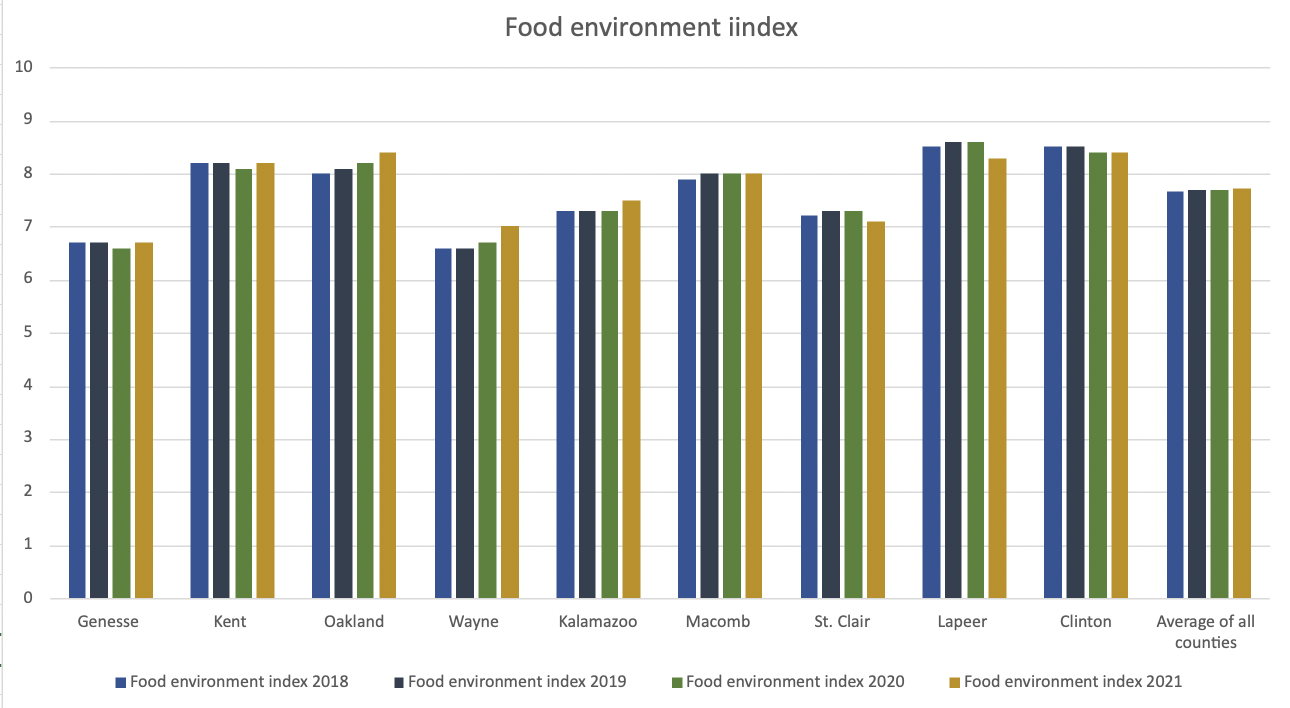 Food environment iindex
10
9
8
7
6
5
4
3
2
1
0
Genesse Kent Oakland Wayne Kalamazoo Macomb St. Clair Lapeer Clinton Average of all
counties
Food environment index 2018 Food environment index 2019 Food environment index 2020 Food environment index 2021